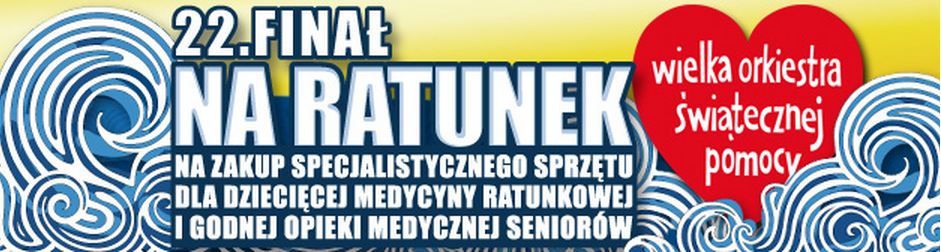 22.FINAŁ
NA RATUNEK
NA ZAKUP SPECJALISTYCZNEGO SPRZĘTU
DLA DZIECIĘCEJ MEDYCYNY RATUNKOWEJ
I GODNEJ OPIEKI MEDYCZNEJ SENIORÓW
wielka orkiestra
świątecznej
pomocy